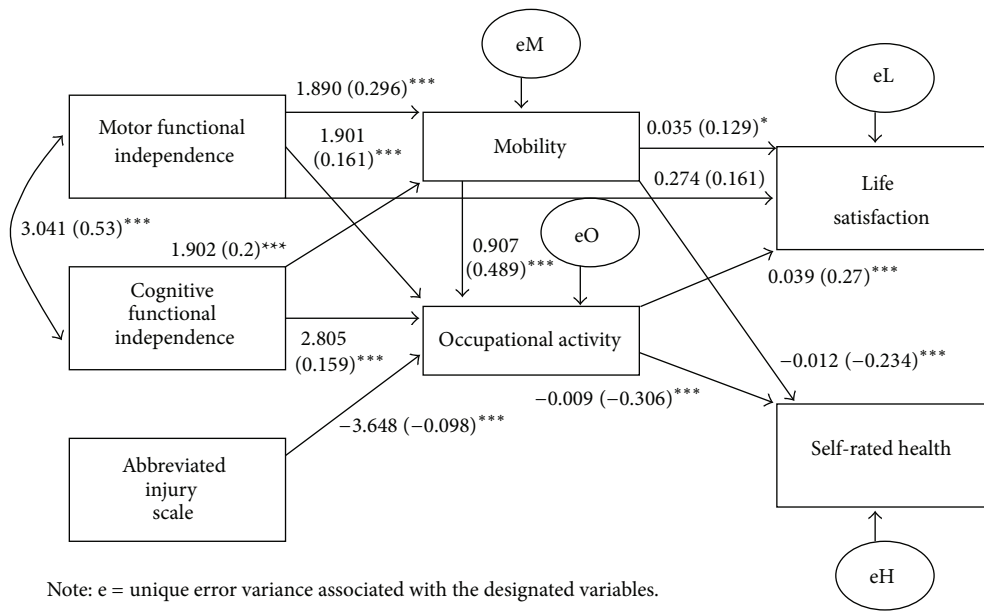 eM
eL
1.890 (0.296)***
Motor functional
independence
1.901
(0.161)***
Mobility
0.035 (0.129)*
0.274 (0.161)
Life
satisfaction
3.041 (0.53)***
1.902 (0.2)***
0.907
(0.489)***
eO
0.039 (0.27)***
Cognitive
functional
independence
2.805
(0.159)***
Occupational activity
−0.012 (−0.234)***
−0.009 (−0.306)***
−3.648 (−0.098)***
Abbreviated
injury
scale
Self-rated health
eH
Note: e = unique error variance associated with the designated variables.